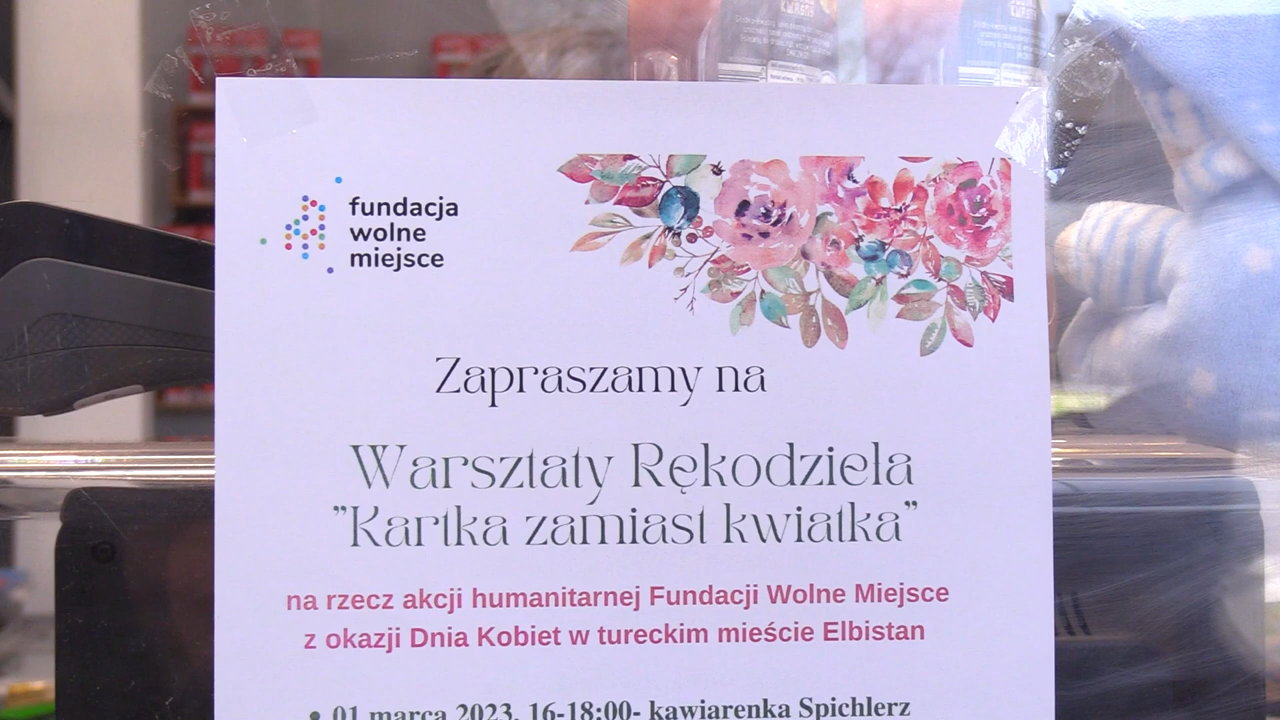 fundacja
wolne
miejsce
Zapraszamy na
Warsztaty Rękodzieła
"Kartka zamiast kwiatka"
na rzecz akcji humanitarnej Fundacji Wolne Miejsce
z okazji Dnia Kobiet w tureckim mieście Elbistan
• 01 marca 2023, 16-18:00- kawiarenka Spichlerz